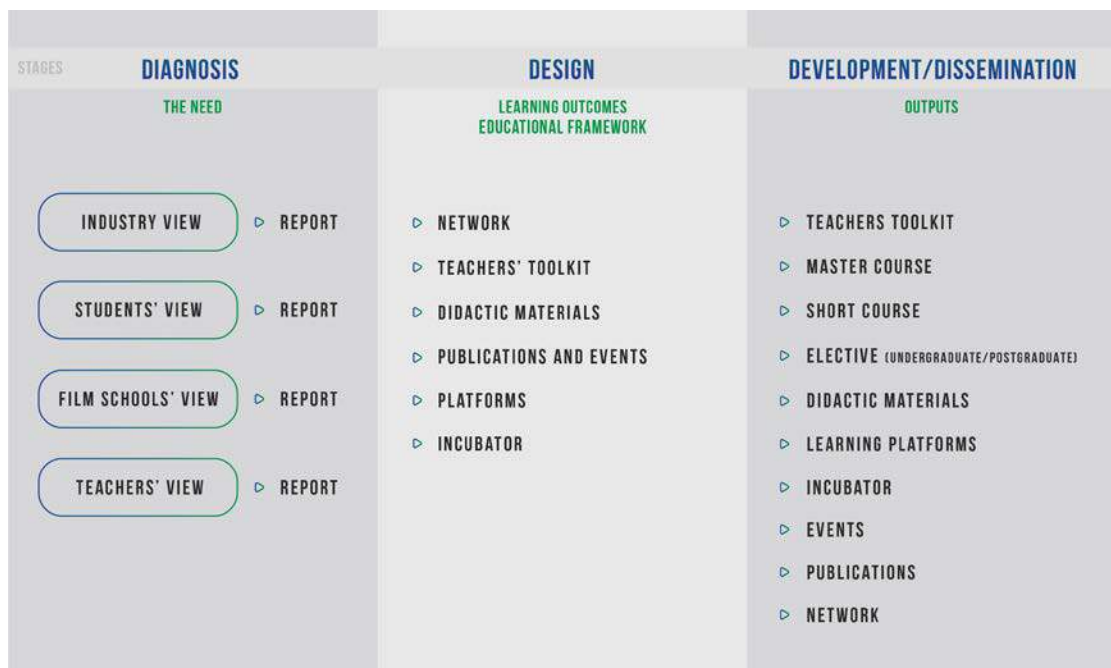 STAGES
DIAGNOSIS
THE NEED
INDUSTRY VIEW
REPORT
STUDENTS' VIEW
REPORT
FILM SCHOOLS' VIEW
REPORT
TEACHERS' VIEW
REPORT
DESIGN
LEARNING OUTCOMES
EDUCATIONAL FRAMEWORK
NETWORK
TEACHERS' TOOLKIT
DIDACTIC MATERIALS
PUBLICATIONS AND EVENTS
PLATFORMS
INCUBATOR
DEVELOPMENT/DISSEMINATION
OUTPUTS
TEACHERS TOOLKIT
MASTER COURSE
SHORT COURSE
ELECTIVE (UNDERGRADUATE/POSTGRADUATE)
DIDACTIC MATERIALS
LEARNING PLATFORMS
INCUBATOR
EVENTS
PUBLICATIONS
NETWORK